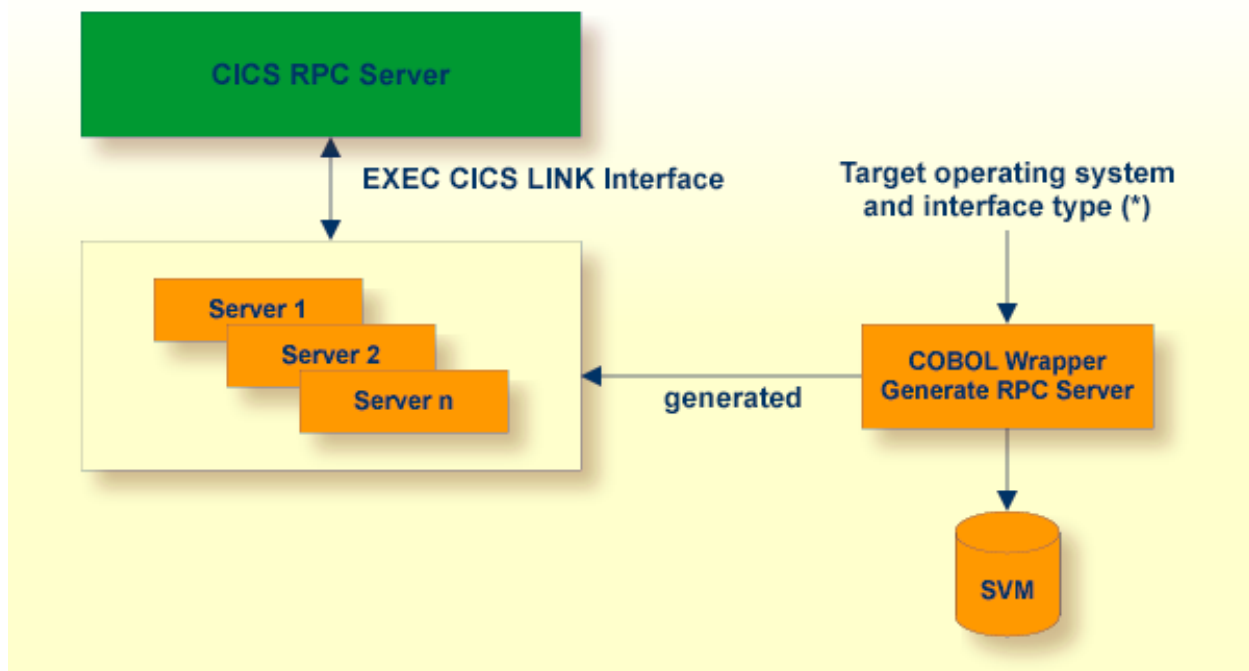 CICS RPC Server
EXEC CICS LINK Interface
Target operating system
and interface type (*)
Server 1
Server 2
Server n
generated
COBOL Wrapper
Generate RPC Server
SVM